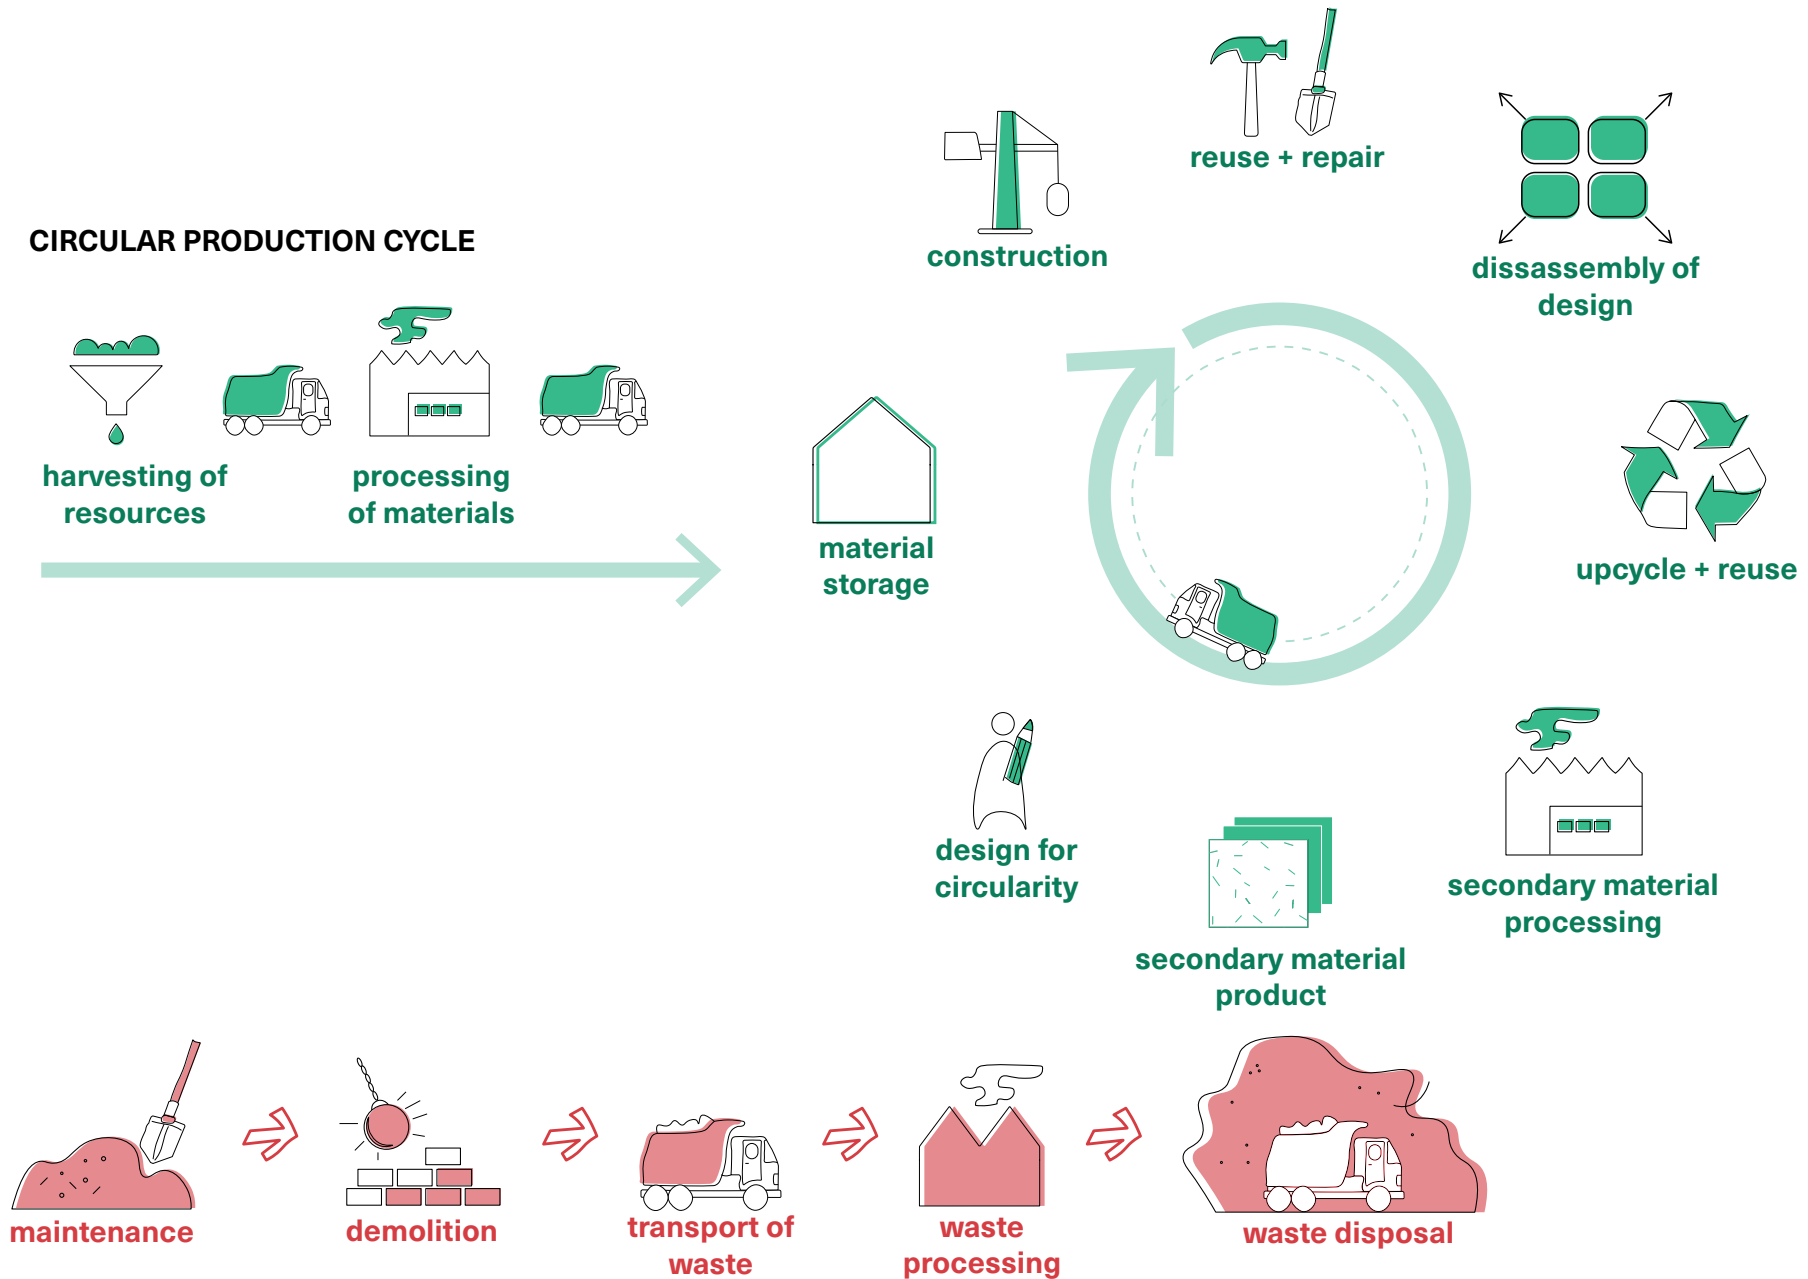 CIRCULAR PRODUCTION CYCLE
harvesting of
resources
processing
of materials
material
storage
construction
reuse + repair
dissassembly of
design
upcycle + reuse
secondary material
processing
secondary material
product
design for
circularity
maintenance
demolition
transport of
waste
waste
processing
waste disposal